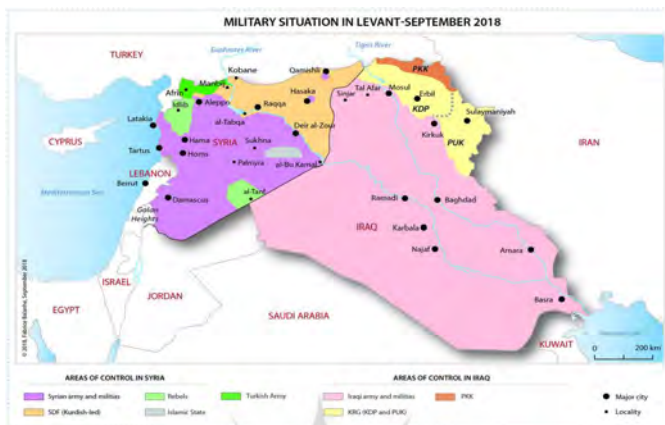 MILITARY SITUATION IN LEVANT-SEPTEMBER 2018
TURKEY
Euphrates River
Tigris River
Kobane
Qamishli
PKK
Manbij
Afrin
Hasaka
Sinjar
Tal Afar
Mosul
Erbil
Idlib
Aleppo
Raqqa
KDP
Sulaymaniyah
Latakia
al-Tabqa
Deir al-Zour
Kirkuk
PUK
CYPRUS
Hama
SYRIA
Sukhna
IRAN
Tartus
Homs
Palmyra
al-Bu Kamal
LEBANON
Mediterranean Sea
Beirut
al-Tanf
Ramadi
Baghdad
Damascus
Golan
Heights
IRAQ
Karbala
Najaf
Amara
ISRAEL
JORDAN
Basra
EGYPT
SAUDI ARABIA
KUWAIT
0 200 km
© 2018, Fabrice Balanche, September 2018
AREAS OF CONTROL IN SYRIA
AREAS OF CONTROL IN IRAQ
Syrian army and militias
Rebels
Turkish Army
Iraqi army and militias
PKK
Major city
SDF (Kurdish-led)
Islamic State
KRG (KDP and PUK)
Locality